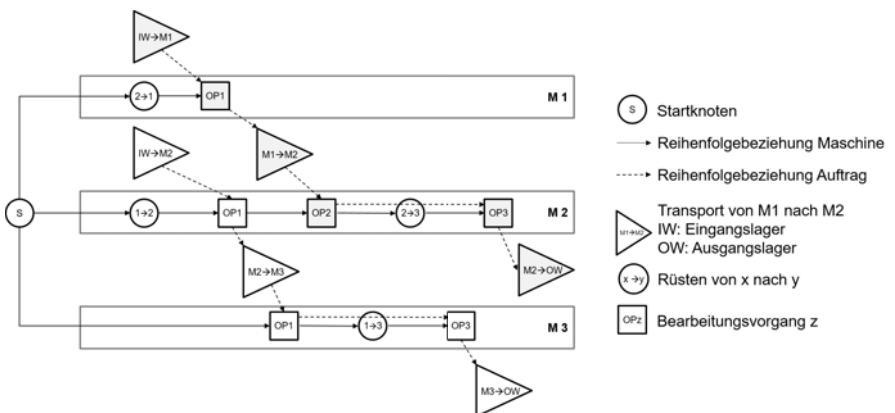 IW→M1
2→1
OP1
M 1
IW→M2
M1→M2
S
1→2
OP1
OP2
2→3
OP3
M 2
M2→M3
M2→OW
OP1
1→3
OP3
M 3
M3→OW
S
Startknoten
Reihenfolgebeziehung Maschine
Reihenfolgebeziehung Auftrag
M1→M2
Transport von M1 nach M2
IW: Eingangslager
OW: Ausgangslager
x→y
Rüsten von x nach y
OPz
Bearbeitungsvorgang z